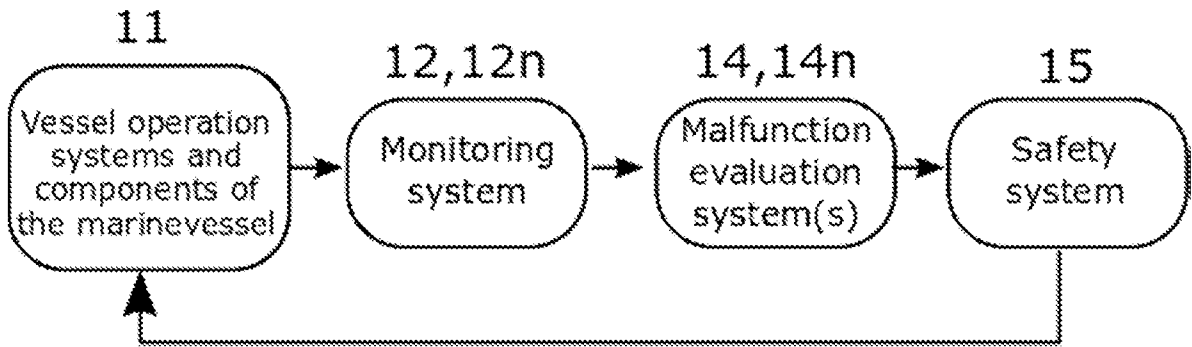 11
Vessel operation
systems and
components of
the marinevessel
12,12n
Monitoring
system
14,14n
Malfunction
evaluation
system(s)
15
Safety
system